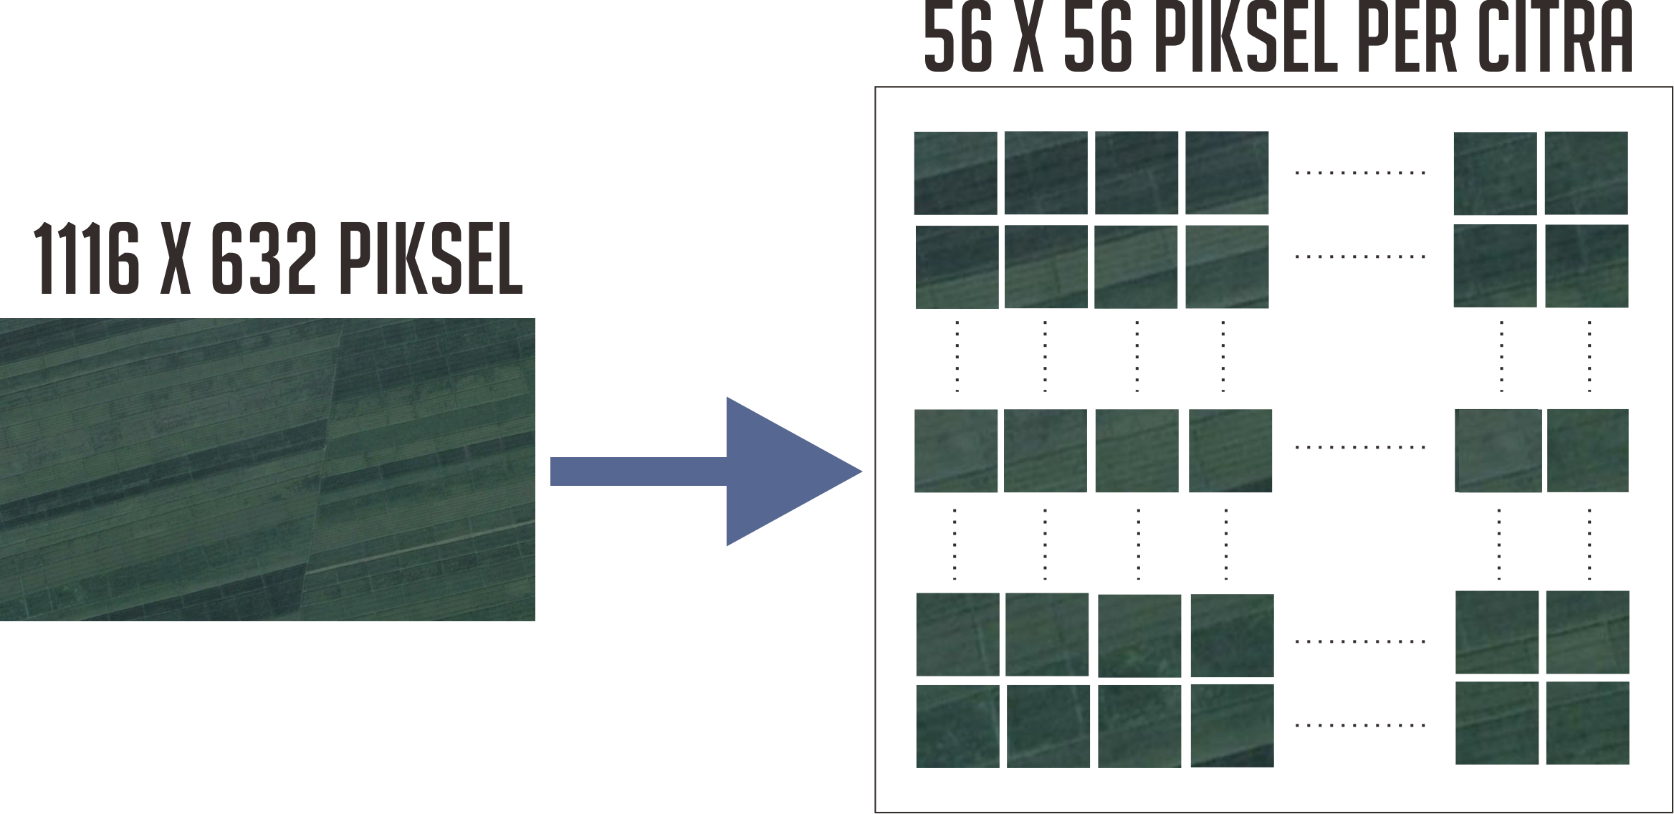 56 X 56 PIKSEL PER CITRA
1116 X 632 PIKSEL